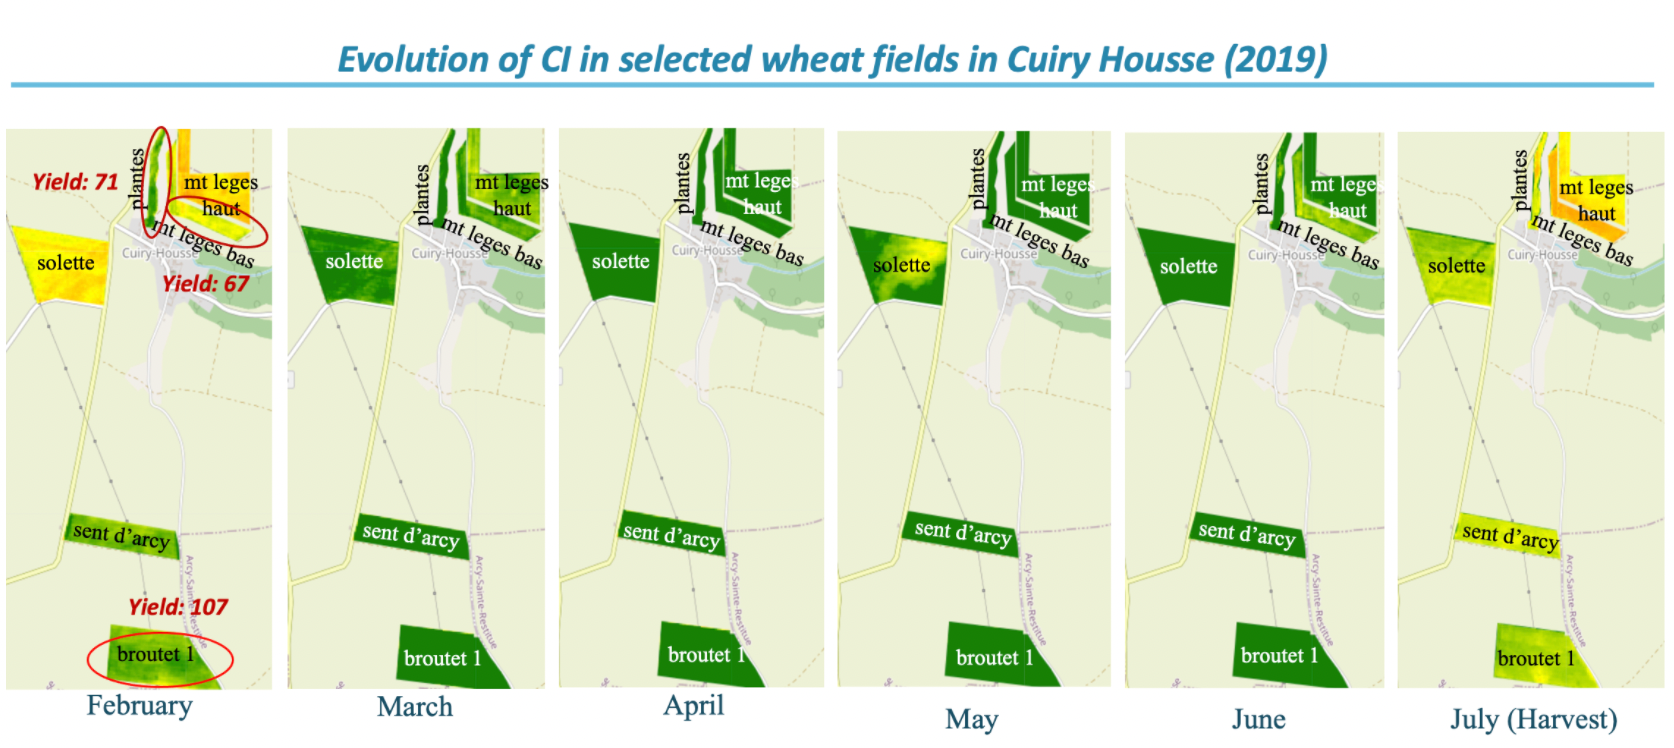 Evolution of CI in selected wheat fields in Cuiry Housse (2019)
Yield: 71
plantes
mt leges
haut
mt leges bas
Cuiry-Housse
solette
Yield: 67
sent d’arcy
Arcy-Sainte-Restitue
Yield: 107
broutet 1
February
plantes
mt leges
haut
mt leges bas
Cuiry-Housse
solette
sent d’arcy
Arcy-Sainte-Restitue
broutet 1
March
plantes
mt leges
haut
mt leges bas
Cuiry-Housse
solette
sent d’arcy
Arcy-Sainte-Restitue
broutet 1
April
plantes
mt leges
haut
mt leges bas
Cuiry-Housse
solette
sent d’arcy
Arcy-Sainte-Restitue
broutet 1
May
plantes
mt leges
haut
mt leges bas
Cuiry-Housse
solette
sent d’arcy
Arcy-Sainte-Restitue
broutet 1
June
plantes
mt leges
haut
mt leges bas
Cuiry-Housse
solette
sent d’arcy
Arcy-Sainte-Restitue
broutet 1
July (Harvest)